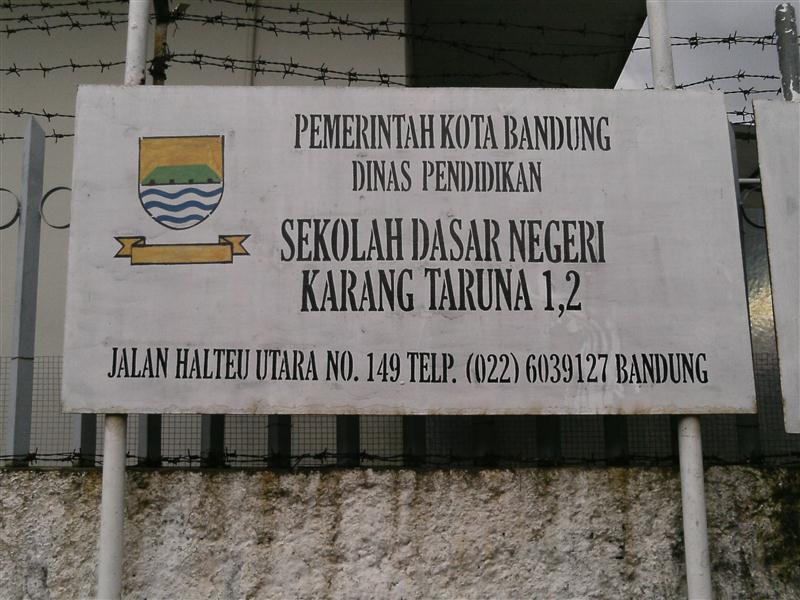 PEMERINTAH KOTA BANDUNG
DINAS PENDIDIKAN
SEKOLAH DASAR NEGERI
KARANG TARUNA 1,2
JALAN HALTEU UTARA NO. 149 TELP. (022) 6039127 BANDUNG